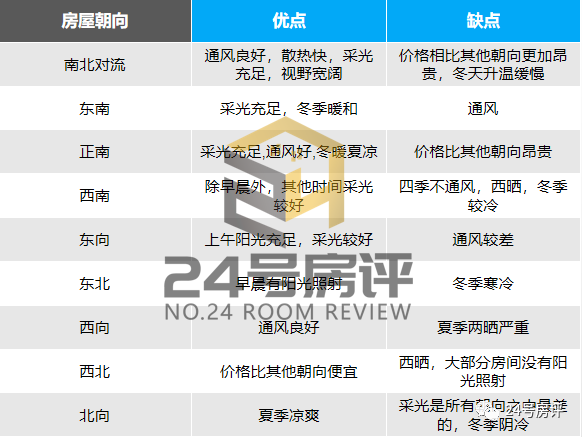 房屋朝向 优点 缺点
南北对流 通风良好，散热快，采光 价格相比其他朝向更加昂
充足，视野宽阔 贵，冬天升温缓慢
东南 采光充足，冬季暖和 通风
正南 采光充足,通风好,冬暖夏凉 价格比其他朝向昂贵
西南 除早晨外，其他时间采光 四季不通风，西晒，冬季
较好 较冷
东向 上午阳光充足，采光较好 通风较差
24号房评
东北 早晨有阳光照射 冬季寒冷
NO.24 ROOM REVIEW
西向 通风良好 夏季两晒严重
西北 价格比其他朝向便宜 西晒，大部分房间没有阳
光照射
北向 夏季凉爽 采光是所有朝向之中最差
的，冬季阴冷
24号房评